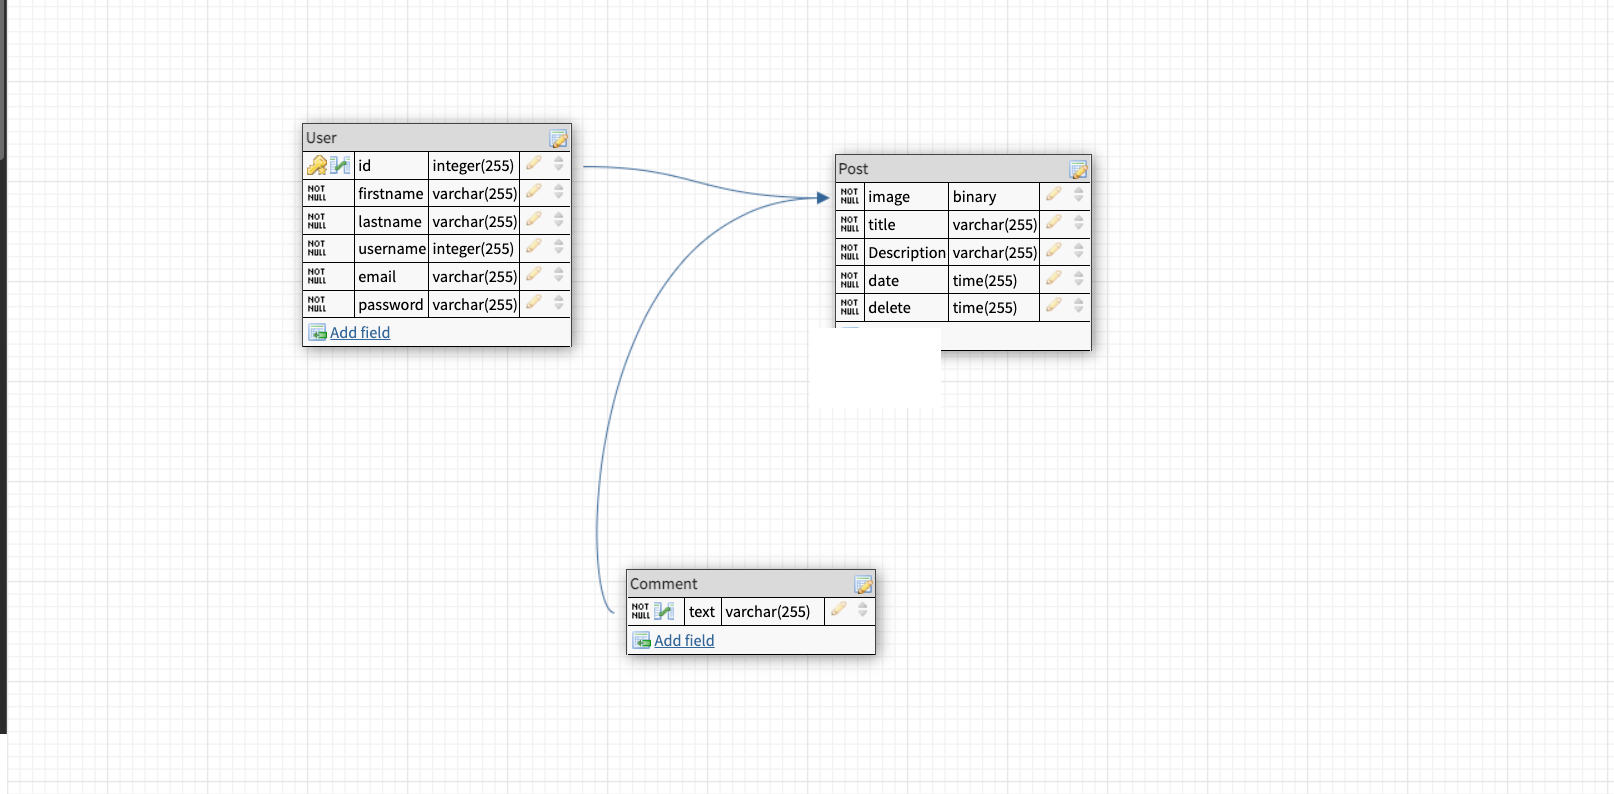 User
id integer(255)
NOT NULL firstname varchar(255)
NOT NULL lastname varchar(255)
NOT NULL username integer(255)
NOT NULL email varchar(255)
NOT NULL password varchar(255)
Add field
Post
NOT NULL image binary
NOT NULL title varchar(255)
NOT NULL Description varchar(255)
NOT NULL date time(255)
NOT NULL delete time(255)
Comment
NOT NULL text varchar(255)
Add field